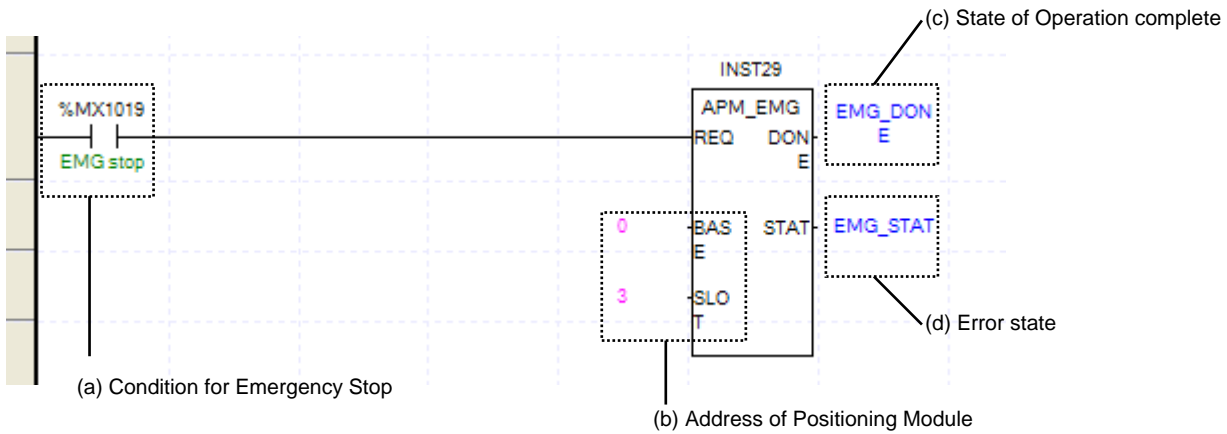 (c) State of Operation complete
INST29
%MX1019
APM_EMG
EMG_DON
E
REQ DON
E
EMG stop
0
BAS
E
STAT
EMG_STAT
3
SLO
T
(d) Error state
(a) Condition for Emergency Stop
(b) Address of Positioning Module